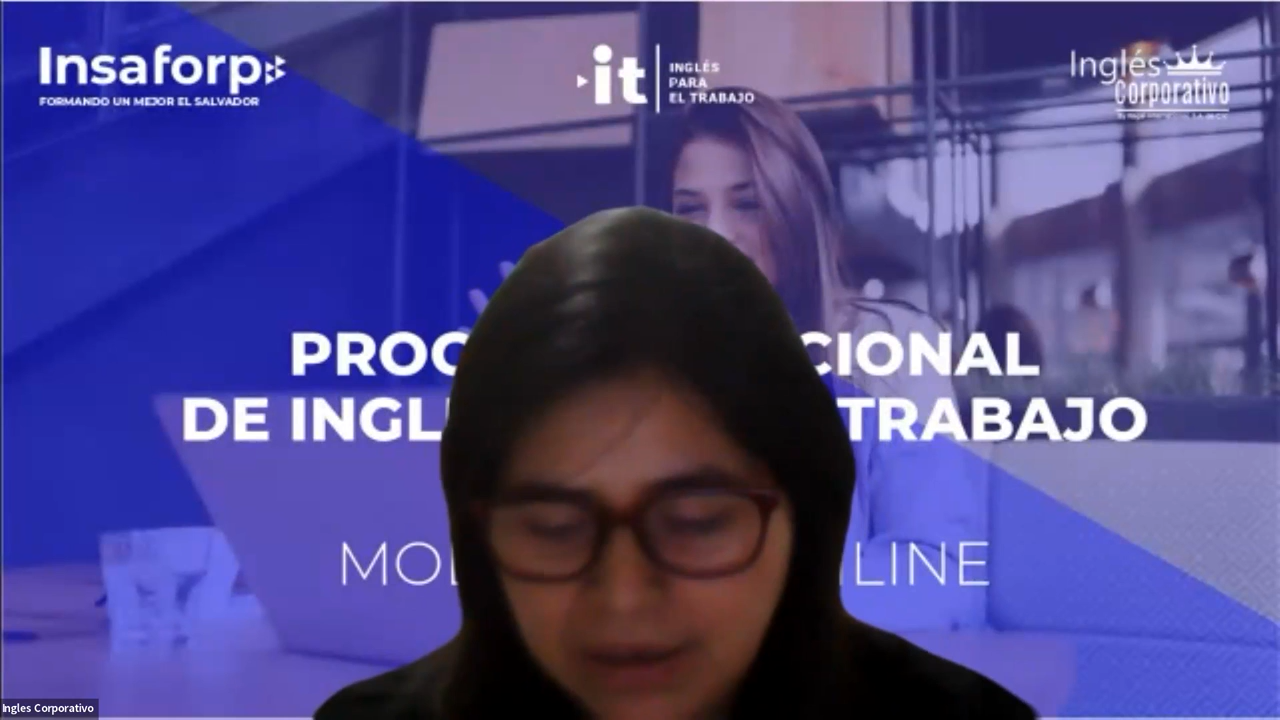 Insaforp
FORMANDO UN MEJOR EL SALVADOR
it
INGLÉS
PARA
EL TRABAJO
Inglés
corporativo
PROG CIONAL
DE INGL TRABAJO
MOD LINE
Ingles Corporativo